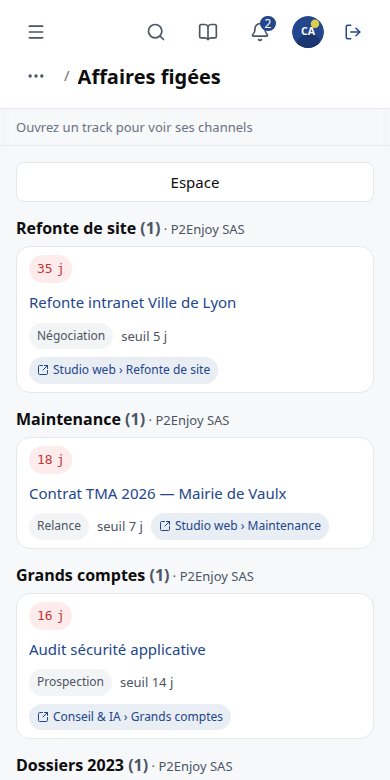 2
CA
... / Affaires figées
Ouvrez un track pour voir ses channels
Espace
Refonte de site (1) · P2Enjoy SAS
35 j
Refonte intranet Ville de Lyon
Négociation seuil 5 j
Studio web › Refonte de site
Maintenance (1) · P2Enjoy SAS
18 j
Contrat TMA 2026 — Mairie de Vaulx
Relance seuil 7 j Studio web › Maintenance
Grands comptes (1) · P2Enjoy SAS
16 j
Audit sécurité applicative
Prospection seuil 14 j
Conseil & IA › Grands comptes
Dossiers 2023 (1) · P2Enjoy SAS